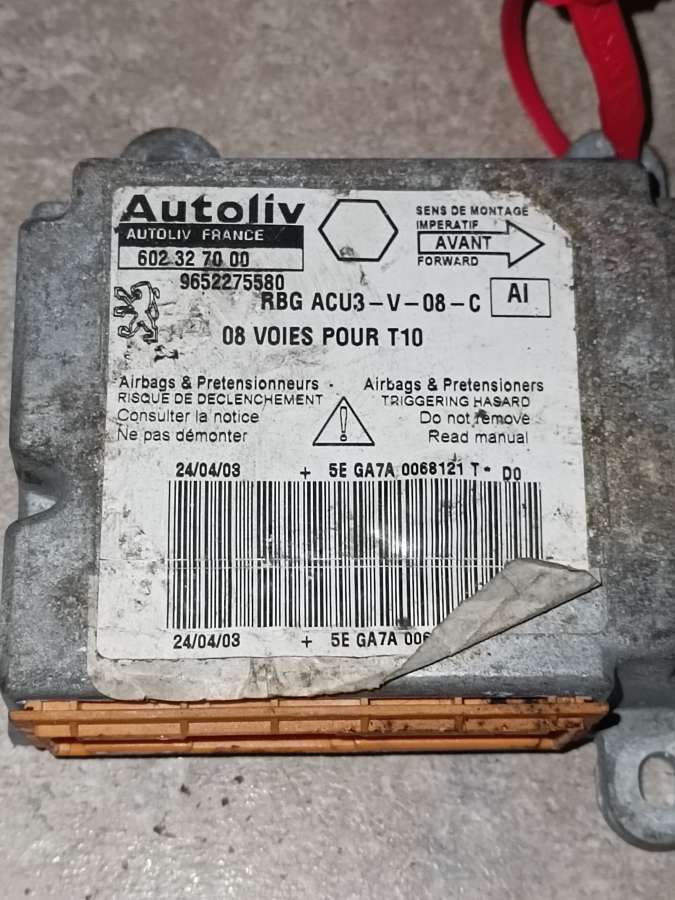 Autoliv
AUTOLIV FRANCE
602 32 70 00
9652275580
SENS DE MONTAGE
IMPERATIF
AVANT
FORWARD
RBG ACU3-V-08-C
AI
08 VOIES POUR T10
Airbags & Pretensionneurs
RISQUE DE DECLENCHEMENT
Consulter la notice
Ne pas démonter
!
Airbags & Pretensioners
TRIGGERING HASARD
Do not remove
Read manual
24/04/03 + 5E GA7A 0068121 T* D0
24/04/03 + 5E GA7A 006